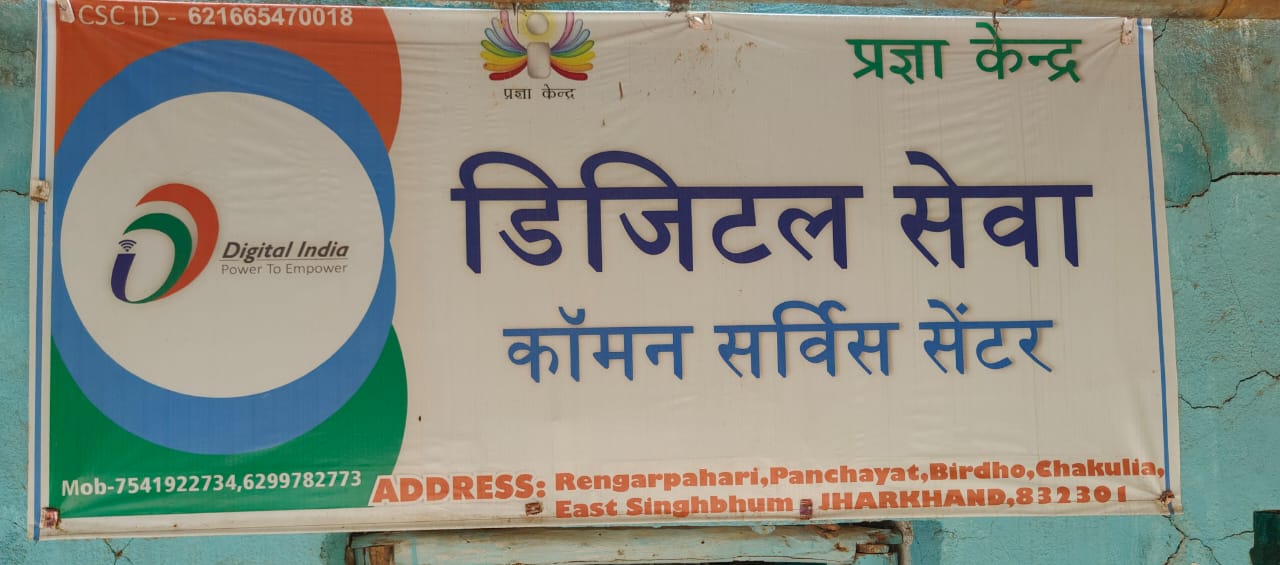 CSC ID - 621665470018
प्रज्ञा केन्द्र
प्रज्ञा केन्द्र
डिजिटल सेवा
Digital India
Power To Empower
कॉमन सर्विस सेंटर
Mob-7541922734,6299782773
ADDRESS: Rengarpahari,Panchayat,Birdho,Chakulia,
East Singhbhum - JHARKHAND,832301